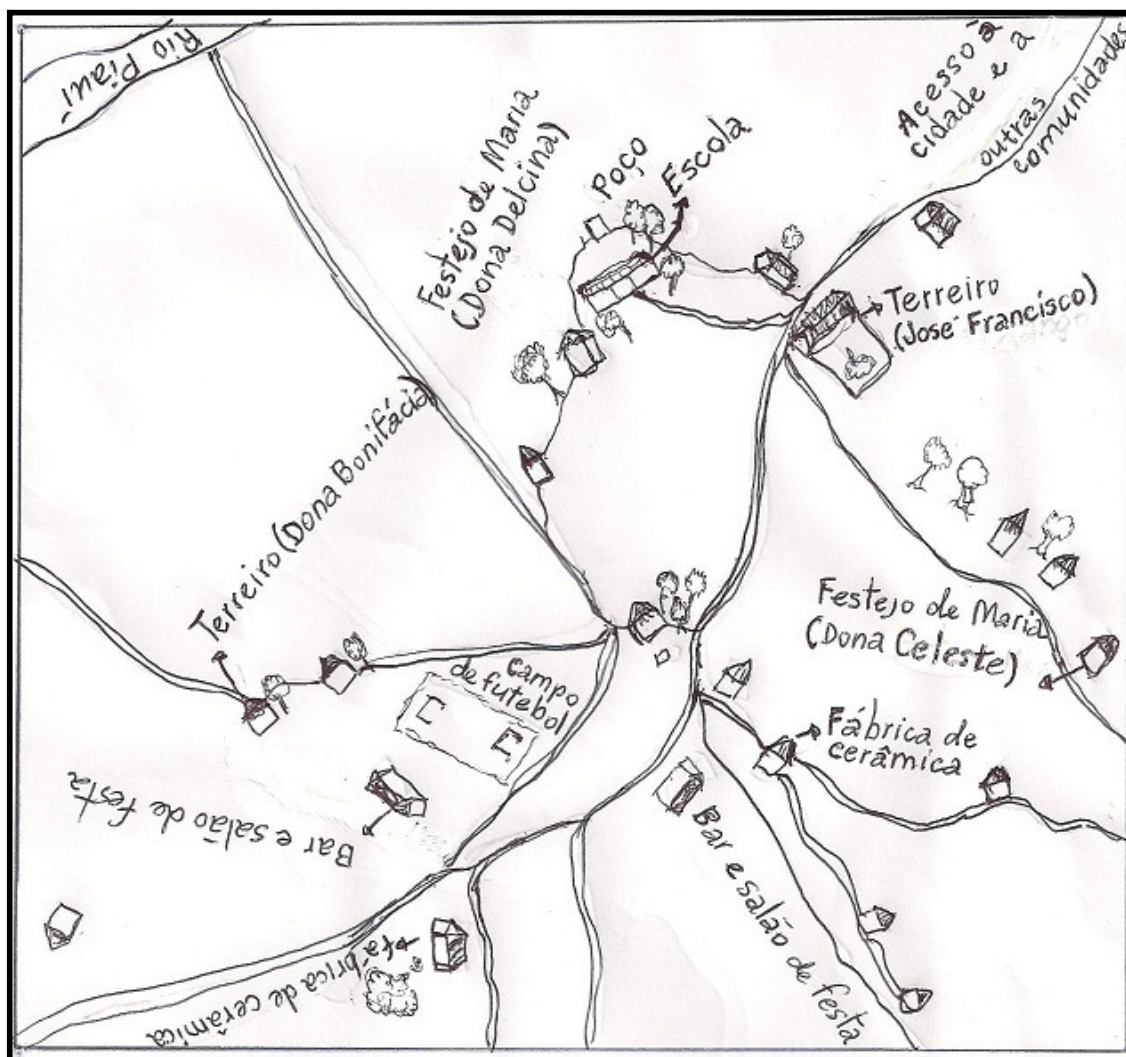 Rio Piauí
Acesso à
cidade e a
outras
comunidades
Festejo de Maria
(Dona Delcina)
Poço
Escola
Terreiro
(José Francisco)
Terreiro (Dona Bonifácia)
Festejo de Maria
(Dona Celeste)
campo
de futebol
Fábrica de
cerâmica
Bar e salão de festa
Bar e salão de festa
fábrica de cerâmica